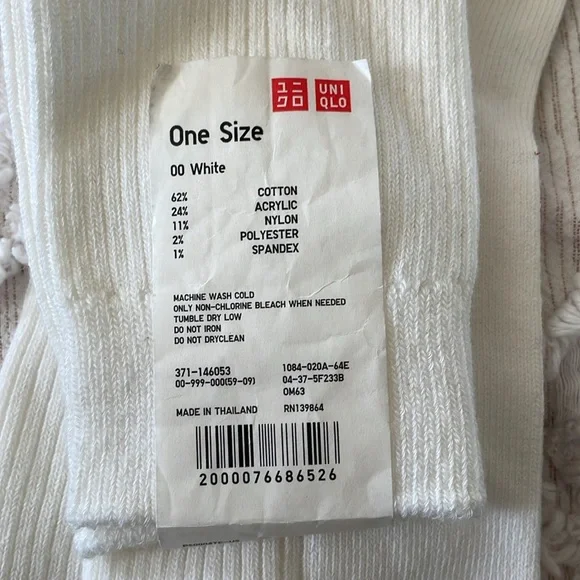 ユニ UNI
クロ QLO
One Size
00 White
62% COTTON
24% ACRYLIC
11% NYLON
2% POLYESTER
1% SPANDEX
MACHINE WASH COLD
ONLY NON-CHLORINE BLEACH WHEN NEEDED
TUMBLE DRY LOW
DO NOT IRON
DO NOT DRYCLEAN
371-146053 1084-020A-64E
00-999-000(59-09) 04-37-5F233B
OM63
MADE IN THAILAND RN139864
2000076686526